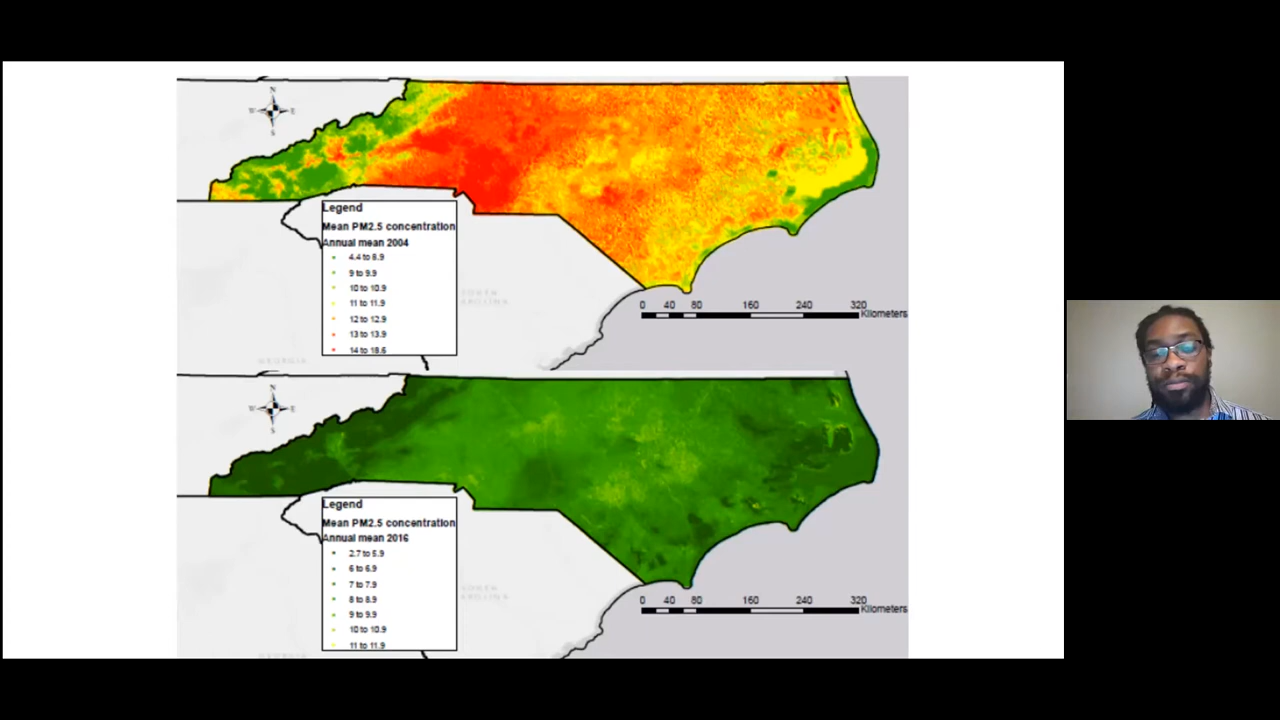 N
W E
S
Legend
Mean PM2.5 concentration
Annual mean 2004
4.4 to 8.9
9 to 9.9
10 to 10.9
11 to 11.9
12 to 12.9
13 to 13.9
14 to 18.6
CAROLINA
GEORGIA
0 40 80 160 240 320
Kilometers
N
W E
S
Legend
Mean PM2.5 concentration
Annual mean 2016
2.7 to 5.9
6 to 6.9
7 to 7.9
8 to 8.9
9 to 9.9
10 to 10.9
11 to 11.9
CAROLINA
0 40 80 160 240 320
Kilometers